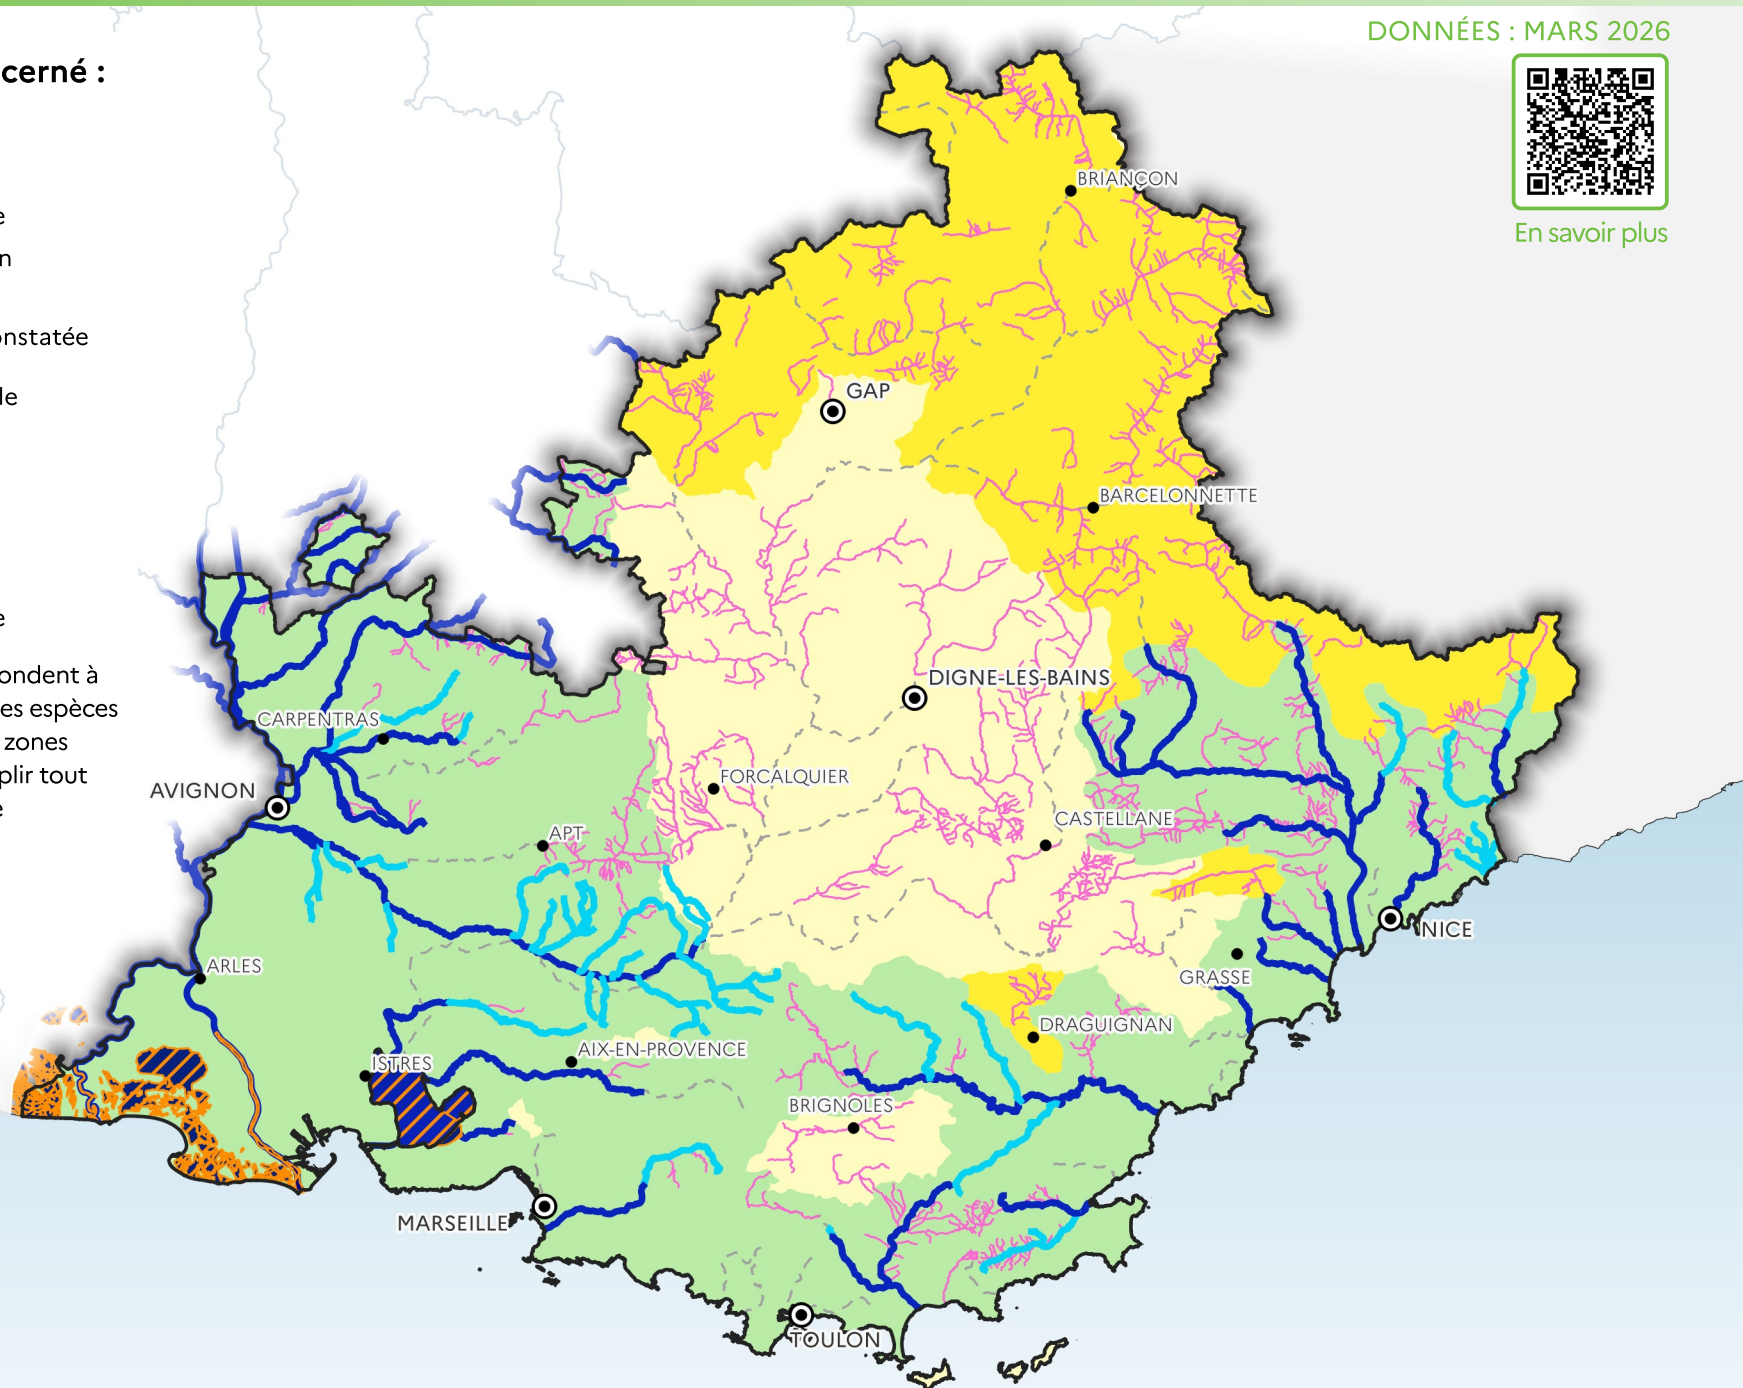 DONNÉES : MARS 2026
cerné :
En savoir plus
e
n
onstatée
le
e
ondent à
es espèces
zones
plir tout
e
BRIANÇON
GAP
BARCELONNETTE
DIGNE-LES-BAINS
CARPENTRAS
FORCALQUIER
AVIGNON
CASTELLANE
APT
NICE
ARLES
GRASSE
DRAGUIGNAN
AIX-EN-PROVENCE
ISTRES
BRIGNOLES
MARSEILLE
TOULON